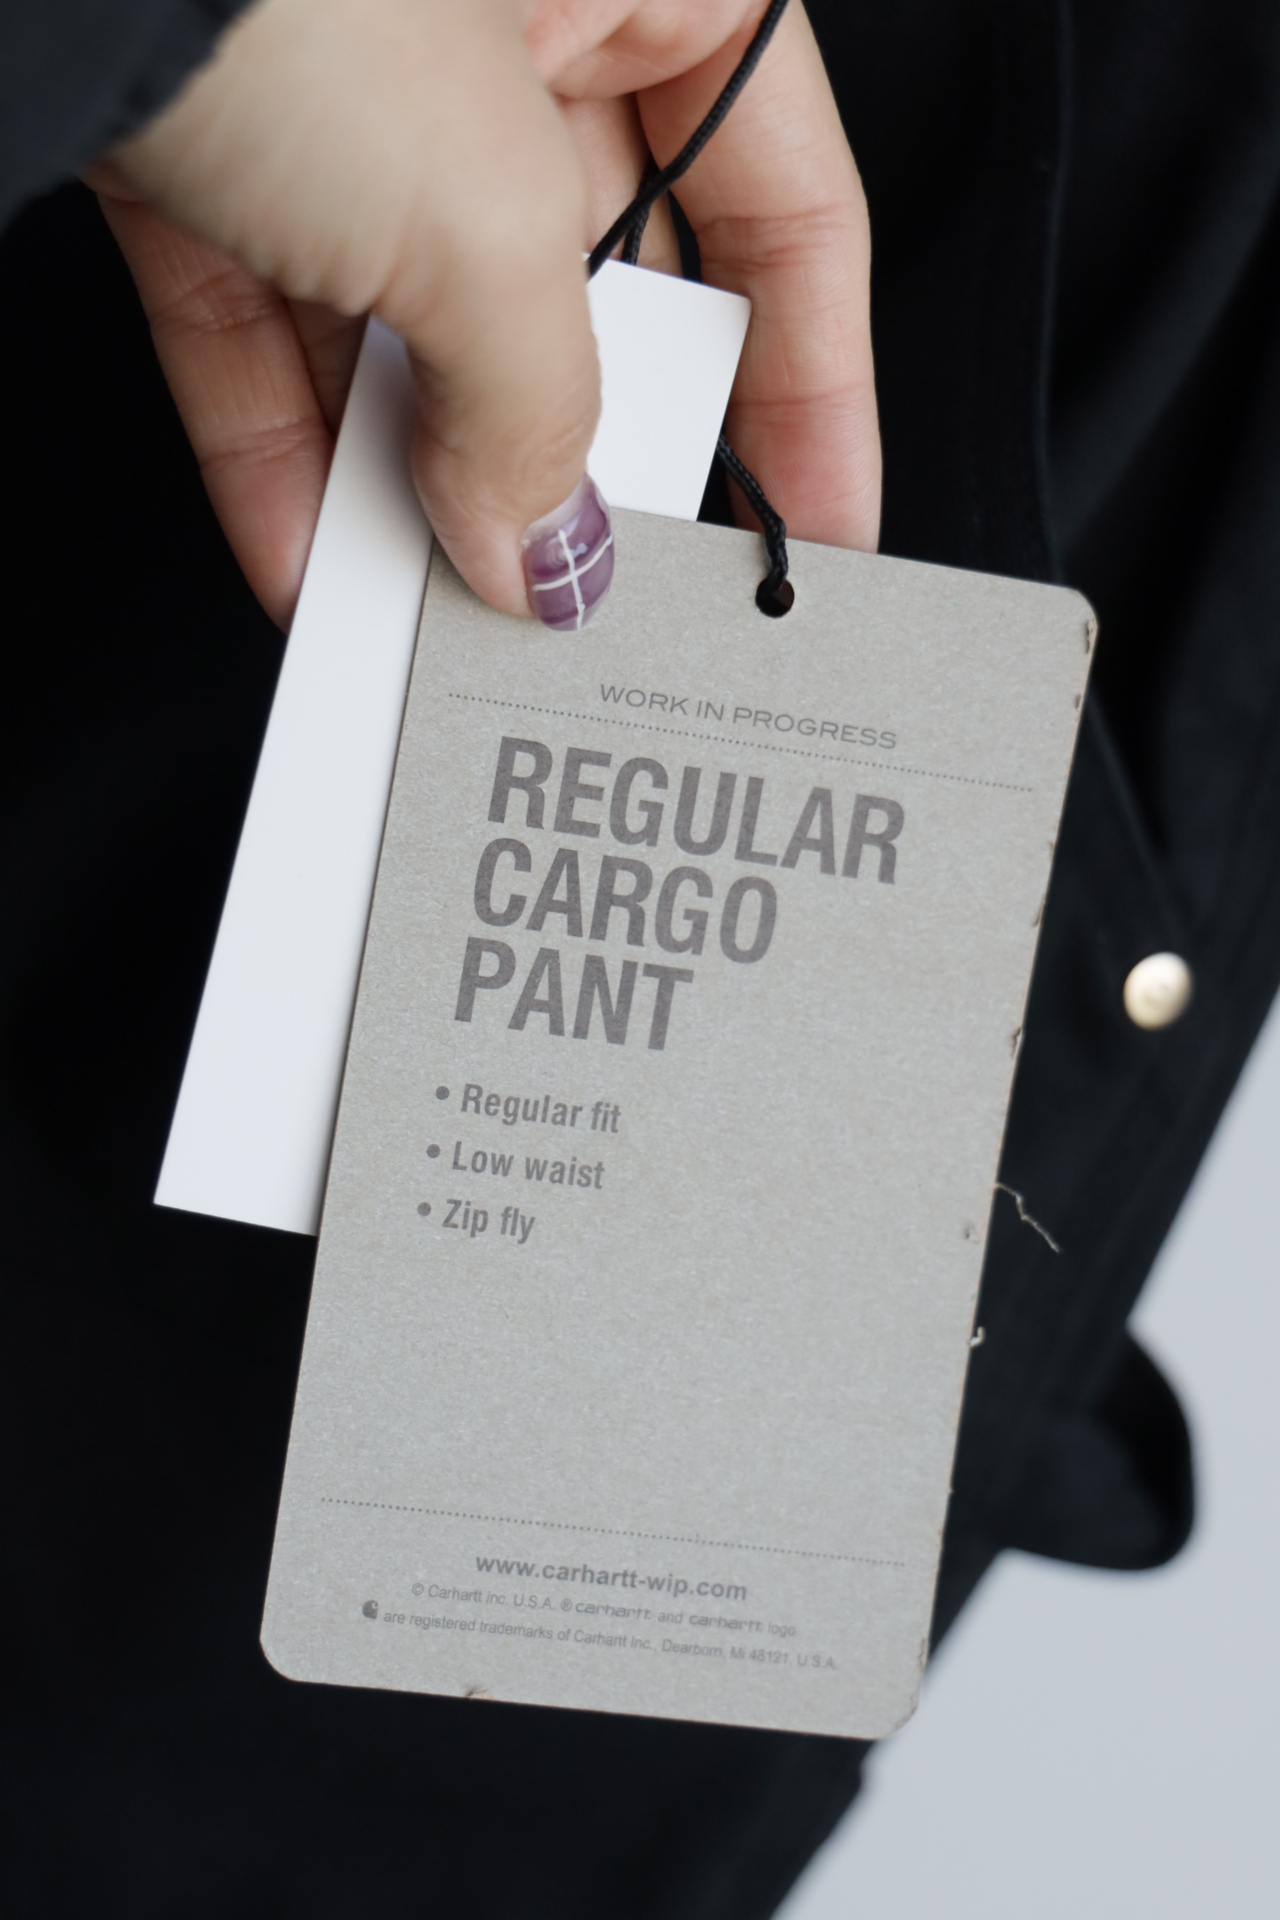 WORK IN PROGRESS
REGULAR
CARGO
PANT
• Regular fit
• Low waist
• Zip fly
www.carhartt-wip.com
© Carhartt Inc. U.S.A. ® carhartt and carhartt logo
are registered trademarks of Carhartt Inc., Dearborn, Mi 48121, U.S.A.